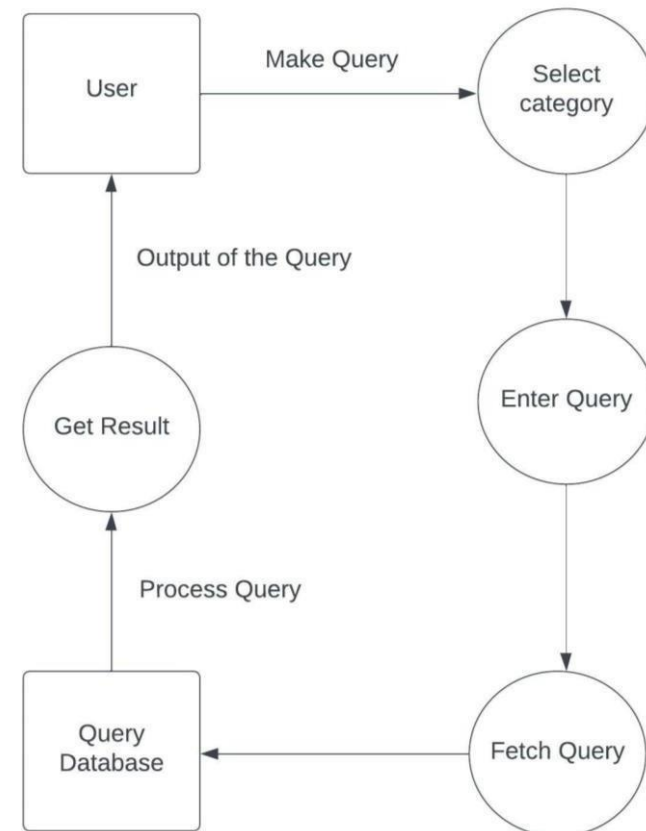 User
Make Query
Select
category
Output of the Query
Enter Query
Get Result
Process Query
Query
Database
Fetch Query